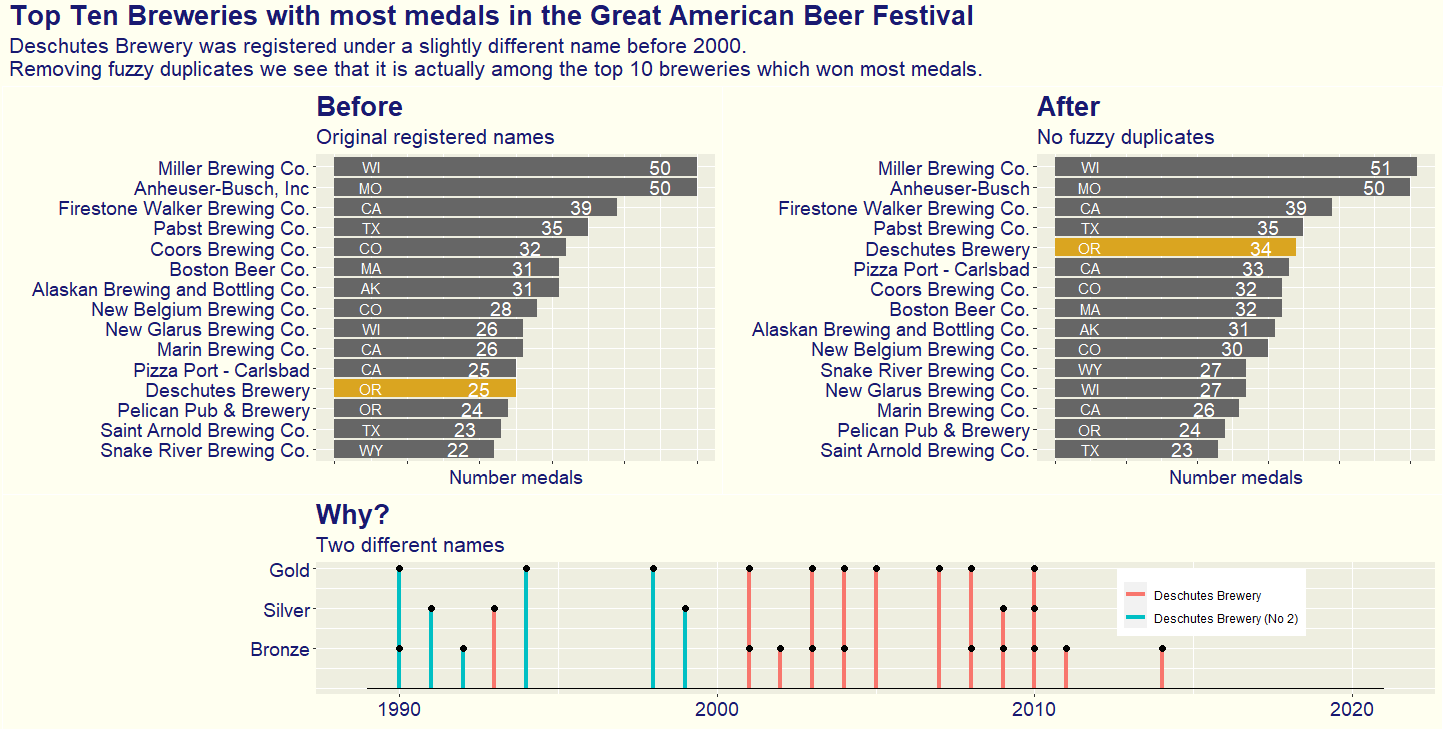 Top Ten Breweries with most medals in the Great American Beer Festival
Deschutes Brewery was registered under a slightly different name before 2000.
Removing fuzzy duplicates we see that it is actually among the top 10 breweries which won most medals.
Before
Original registered names
Miller Brewing Co. WI 50
Anheuser-Busch, Inc MO 50
Firestone Walker Brewing Co. CA 39
Pabst Brewing Co. TX 35
Coors Brewing Co. CO 32
Boston Beer Co. MA 31
Alaskan Brewing and Bottling Co. AK 31
New Belgium Brewing Co. CO 28
New Glarus Brewing Co. WI 26
Marin Brewing Co. CA 26
Pizza Port - Carlsbad CA 25
Deschutes Brewery OR 25
Pelican Pub & Brewery OR 24
Saint Arnold Brewing Co. TX 23
Snake River Brewing Co. WY 22
Number medals
After
No fuzzy duplicates
Miller Brewing Co. WI 51
Anheuser-Busch MO 50
Firestone Walker Brewing Co. CA 39
Pabst Brewing Co. TX 35
Deschutes Brewery OR 34
Pizza Port - Carlsbad CA 33
Coors Brewing Co. CO 32
Boston Beer Co. MA 32
Alaskan Brewing and Bottling Co. AK 31
New Belgium Brewing Co. CO 30
Snake River Brewing Co. WY 27
New Glarus Brewing Co. WI 27
Marin Brewing Co. CA 26
Pelican Pub & Brewery OR 24
Saint Arnold Brewing Co. TX 23
Number medals
Why?
Two different names
Gold
Silver
Bronze
Deschutes Brewery
Deschutes Brewery (No 2)
1990 2000 2010 2020